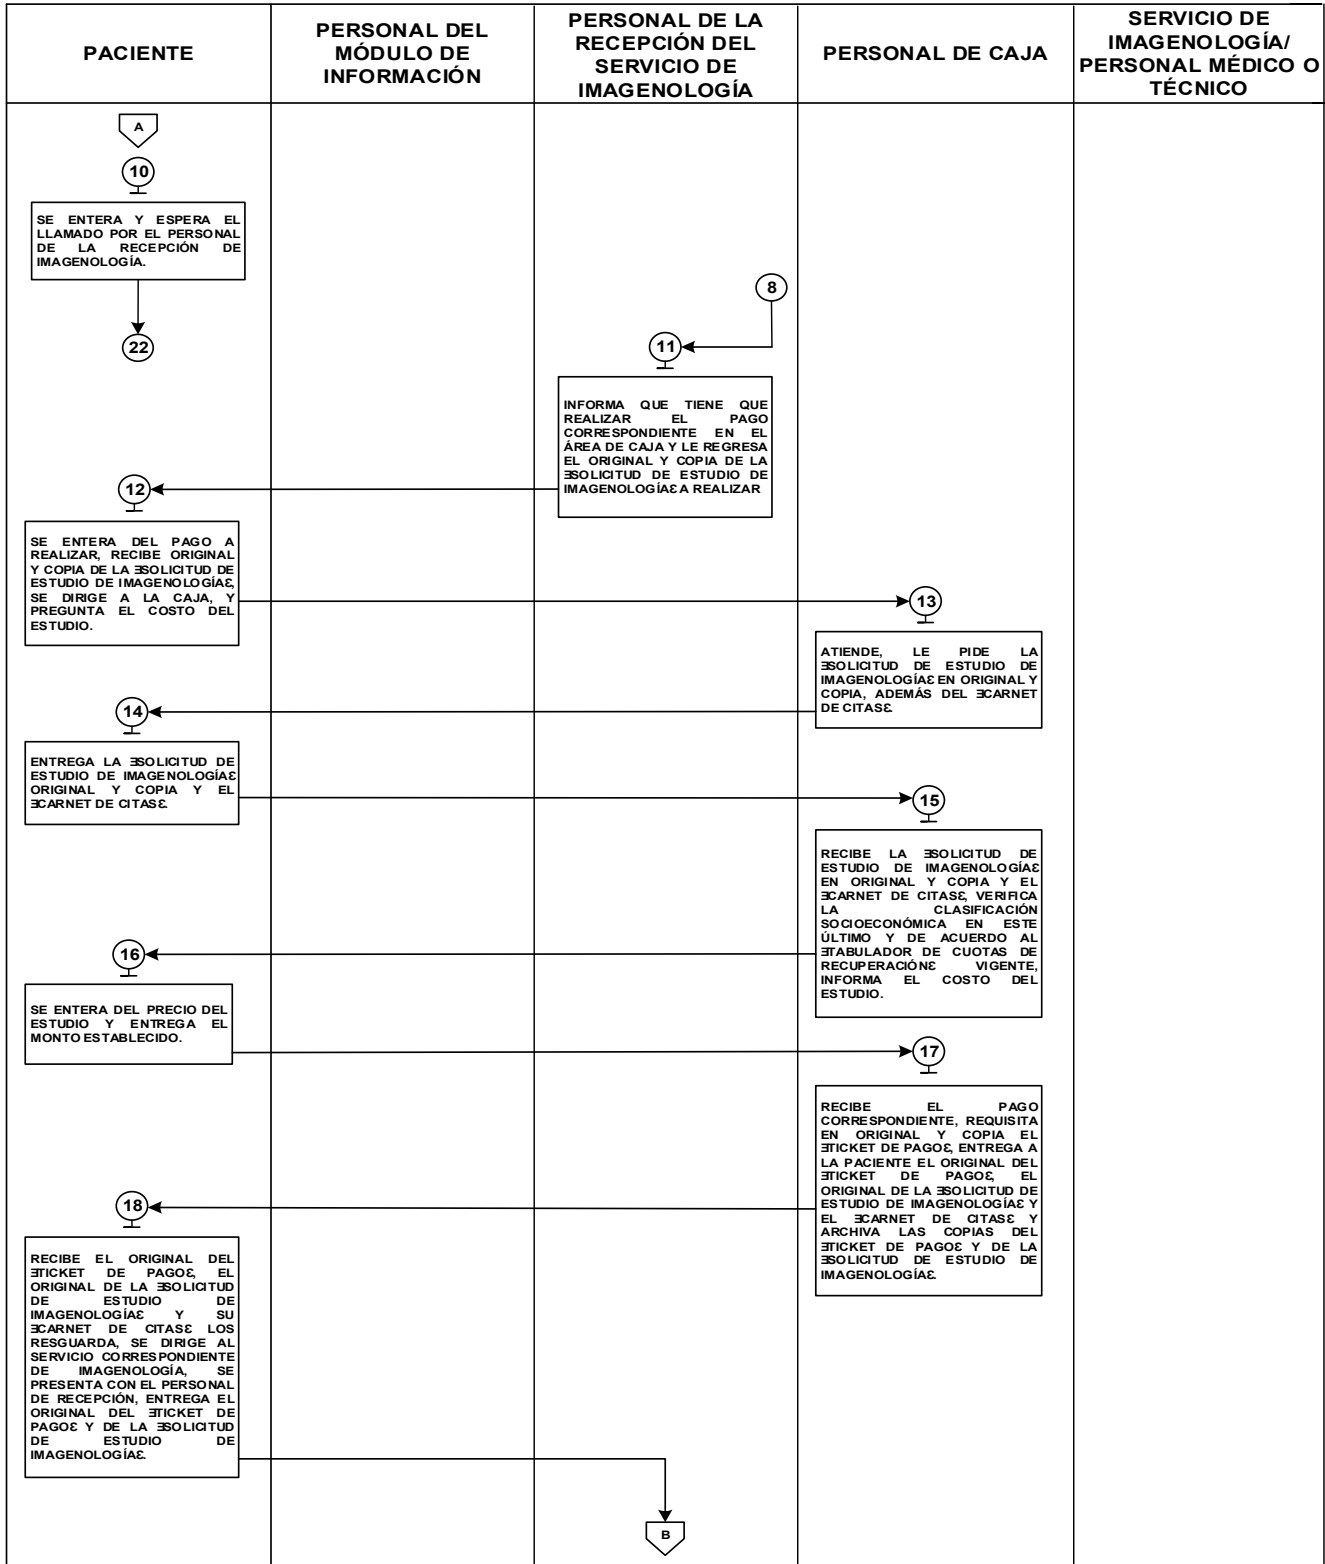 PACIENTE
PERSONAL DEL
MÓDULO DE
INFORMACIÓN
PERSONAL DE LA
RECEPCIÓN DEL
SERVICIO DE
IMAGENOLOGÍA
PERSONAL DE CAJA
SERVICIO DE
IMAGENOLOGÍA/
PERSONAL MÉDICO O
TÉCNICO
A
10
SE ENTERA Y ESPERA EL
LLAMADO POR EL PERSONAL
DE LA RECEPCIÓN DE
IMAGENOLOGÍA.
22
8
11
INFORMA QUE TIENE QUE
REALIZAR EL PAGO
CORRESPONDIENTE EN EL
ÁREA DE CAJA Y LE REGRESA
EL ORIGINAL Y COPIA DE LA
ƎSOLICITUD DE ESTUDIO DE
IMAGENOLOGÍAƐ A REALIZAR
12
SE ENTERA DEL PAGO A
REALIZAR, RECIBE ORIGINAL
Y COPIA DE LA ƎSOLICITUD DE
ESTUDIO DE IMAGENOLOGÍAƐ,
SE DIRIGE A LA CAJA, Y
PREGUNTA EL COSTO DEL
ESTUDIO.
13
ATIENDE, LE PIDE LA
ƎSOLICITUD DE ESTUDIO DE
IMAGENOLOGÍAƐ EN ORIGINAL Y
COPIA, ADEMÁS DEL ƎCARNET
DE CITASƐ.
14
ENTREGA LA ƎSOLICITUD DE
ESTUDIO DE IMAGENOLOGÍAƐ
ORIGINAL Y COPIA Y EL
ƎCARNET DE CITASƐ.
15
RECIBE LA ƎSOLICITUD DE
ESTUDIO DE IMAGENOLOGÍAƐ
EN ORIGINAL Y COPIA Y EL
ƎCARNET DE CITASƐ, VERIFICA
LA CLASIFICACIÓN
SOCIOECONÓMICA EN ESTE
ÚLTIMO Y DE ACUERDO AL
ƎTABULADOR DE CUOTAS DE
RECUPERACIÓNƐ VIGENTE,
INFORMA EL COSTO DEL
ESTUDIO.
16
SE ENTERA DEL PRECIO DEL
ESTUDIO Y ENTREGA EL
MONTO ESTABLECIDO.
17
RECIBE EL PAGO
CORRESPONDIENTE, REQUISITA
EN ORIGINAL Y COPIA EL
ƎTICKET DE PAGOƐ, ENTREGA A
LA PACIENTE EL ORIGINAL DEL
ƎTICKET DE PAGOƐ, EL
ORIGINAL DE LA ƎSOLICITUD DE
ESTUDIO DE IMAGENOLOGÍAƐ Y
EL ƎCARNET DE CITASƐ Y
ARCHIVA LAS COPIAS DEL
ƎTICKET DE PAGOƐ Y DE LA
ƎSOLICITUD DE ESTUDIO DE
IMAGENOLOGÍAƐ.
18
RECIBE EL ORIGINAL DEL
ƎTICKET DE PAGOƐ, EL
ORIGINAL DE LA ƎSOLICITUD
DE ESTUDIO DE
IMAGENOLOGÍAƐ Y SU
ƎCARNET DE CITASƐ LOS
RESGUARDA, SE DIRIGE AL
SERVICIO CORRESPONDIENTE
DE IMAGENOLOGÍA, SE
PRESENTA CON EL PERSONAL
DE RECEPCIÓN, ENTREGA EL
ORIGINAL DEL ƎTICKET DE
PAGOƐ Y DE LA ƎSOLICITUD
DE ESTUDIO DE
IMAGENOLOGÍAƐ.
B